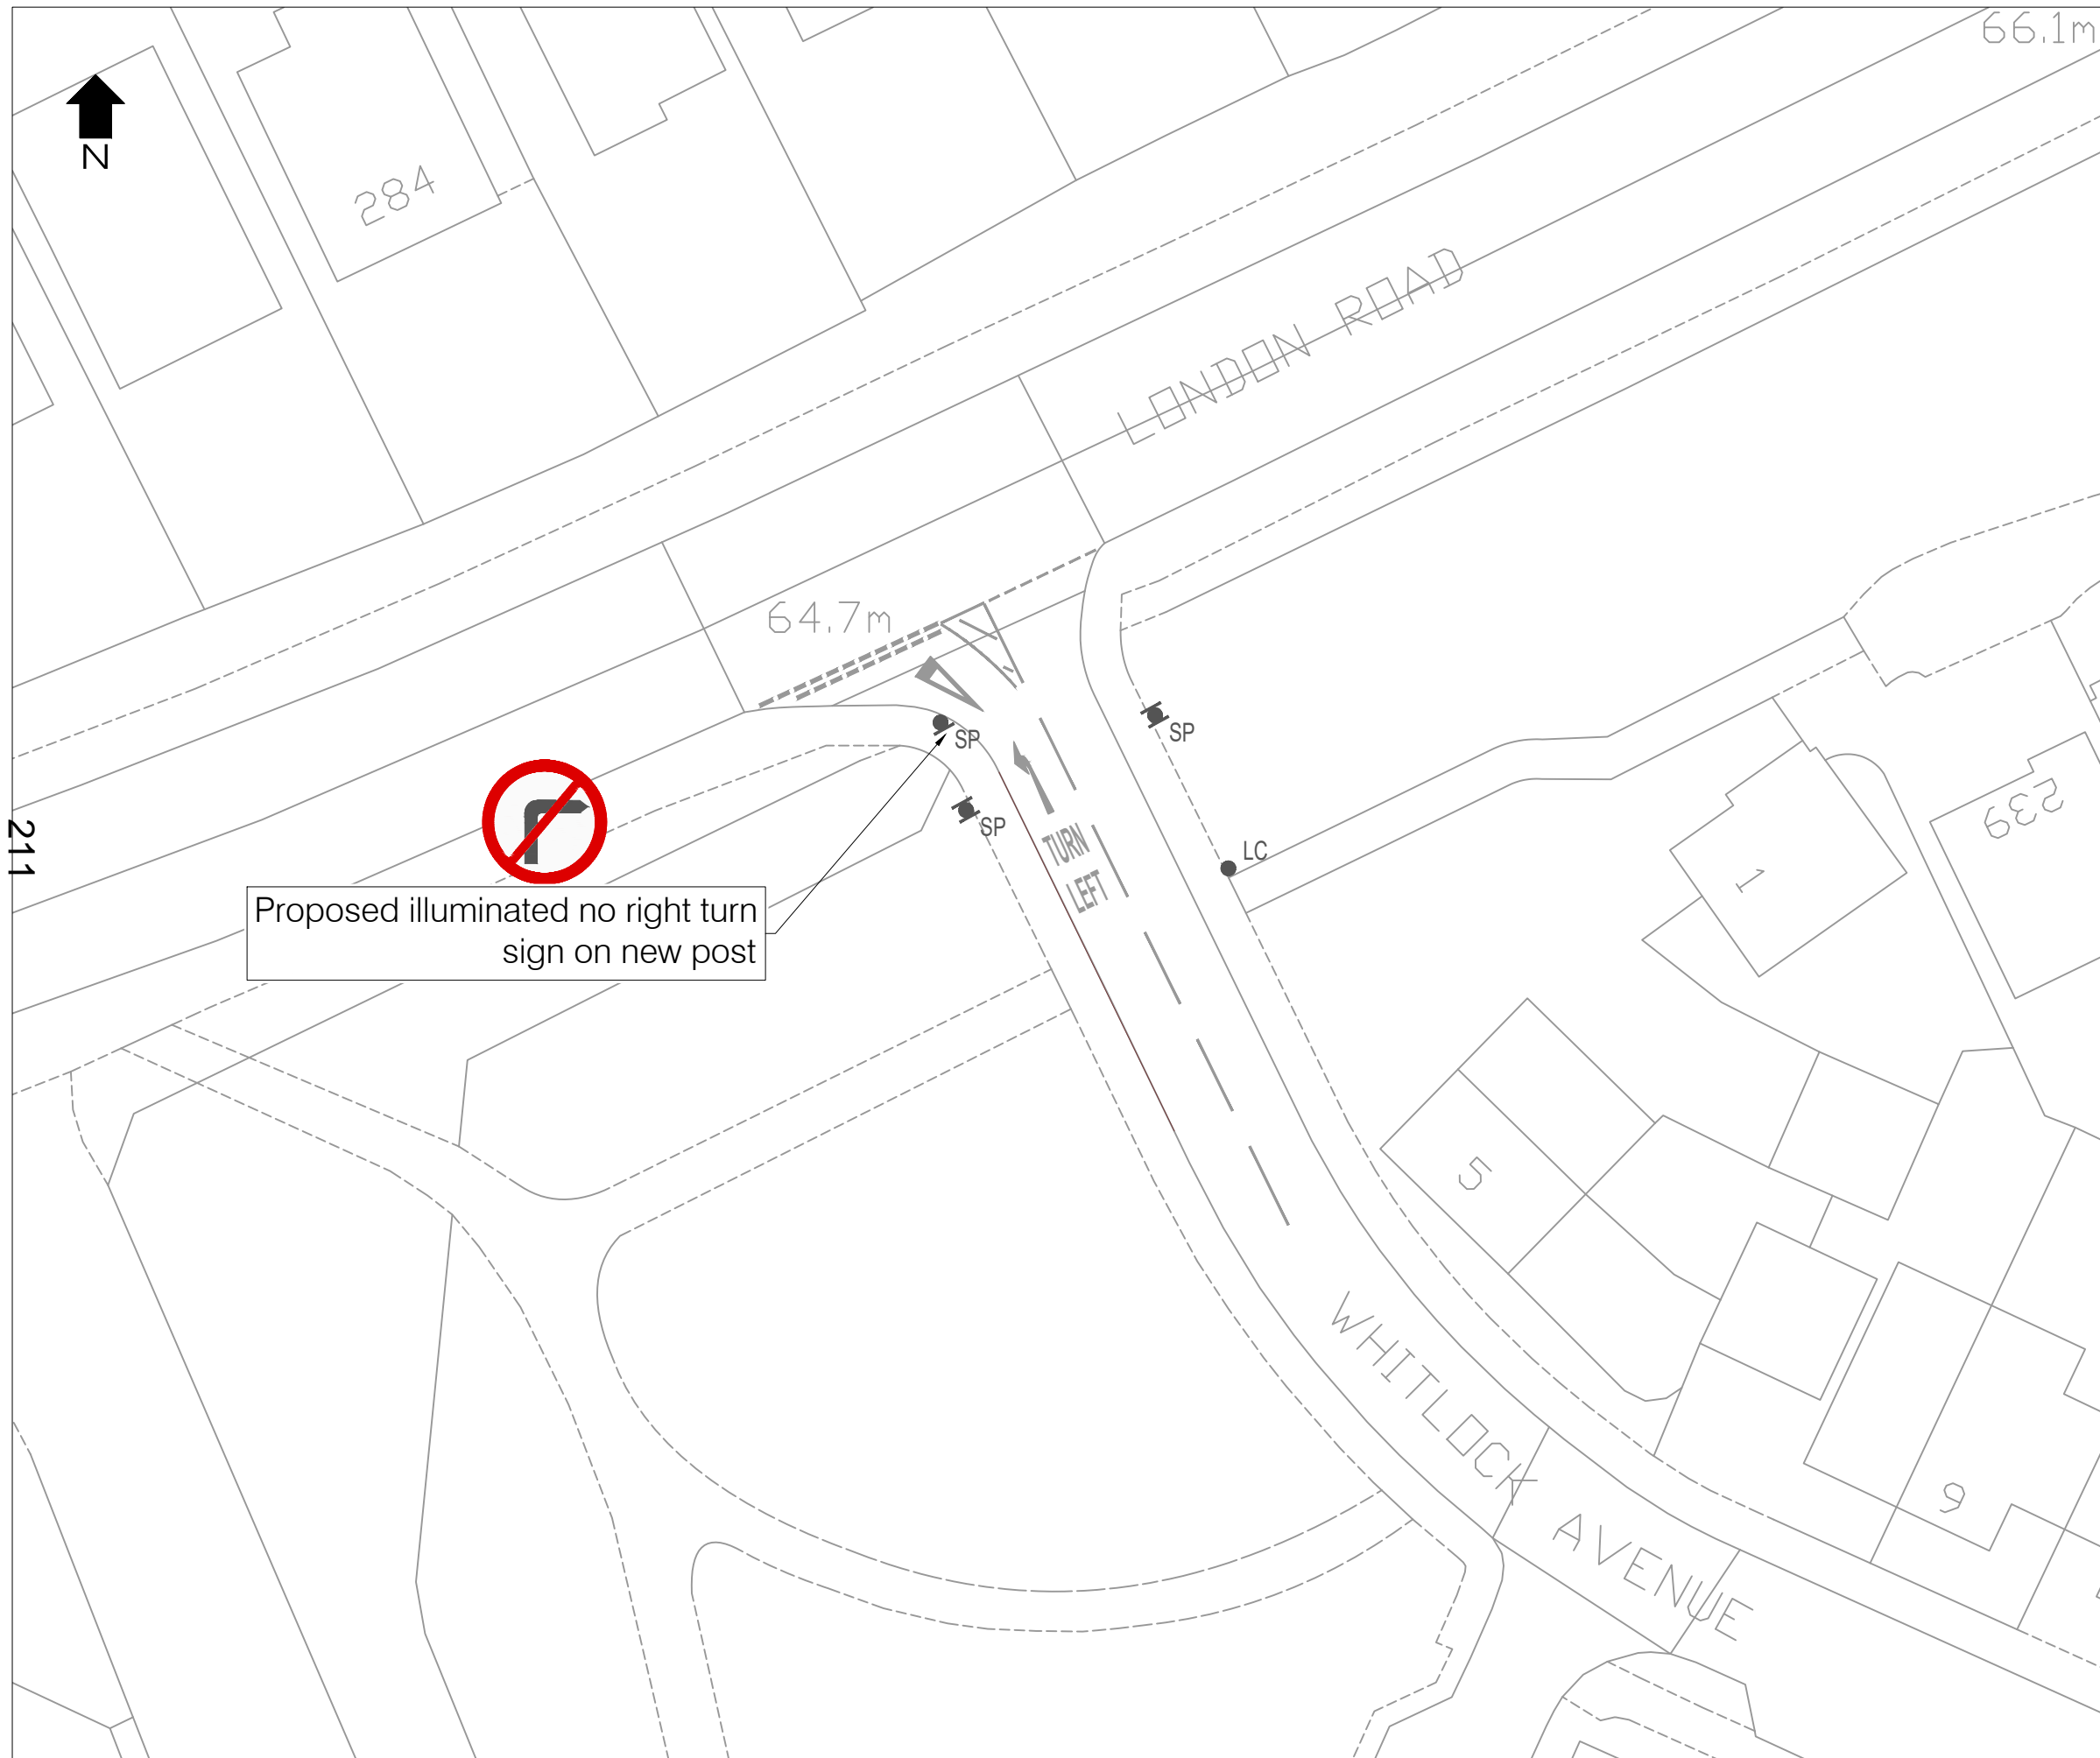 66.1m
N
284
LONDON ROAD
64.7m
SP
SP
SP
LC
TURN
LEFT
239
1
211
Proposed illuminated no right turn
sign on new post
5
WHITLOCK AVENUE
9